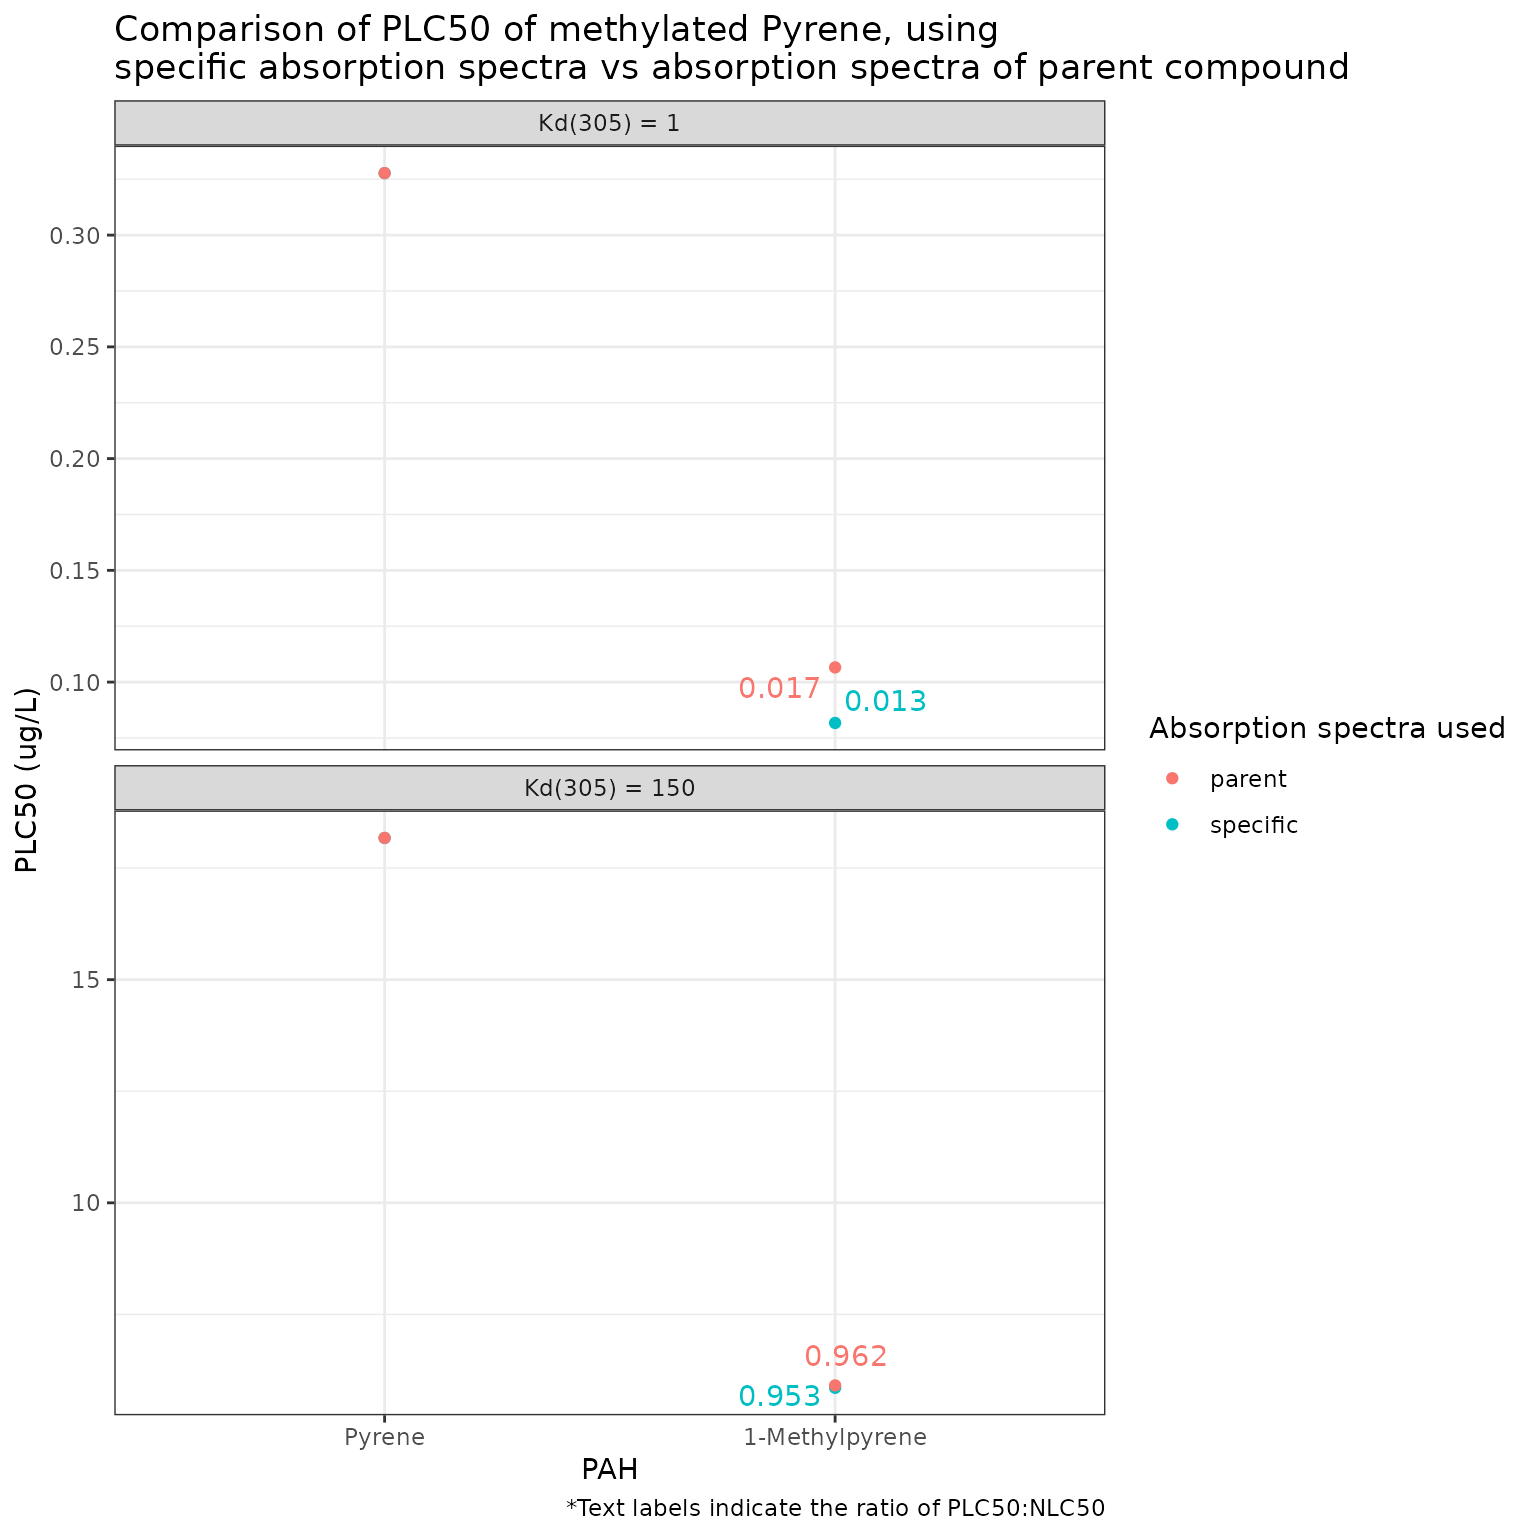 Comparison of PLC50 of methylated Pyrene, using
specific absorption spectra vs absorption spectra of parent compound
Kd(305) = 1
0.30
0.25
0.20
0.15
0.10
0.017
0.013
PLC50 (ug/L)
Kd(305) = 150
15
10
0.962
0.953
Pyrene
1-Methylpyrene
PAH
*Text labels indicate the ratio of PLC50:NLC50
Absorption spectra used
parent
specific